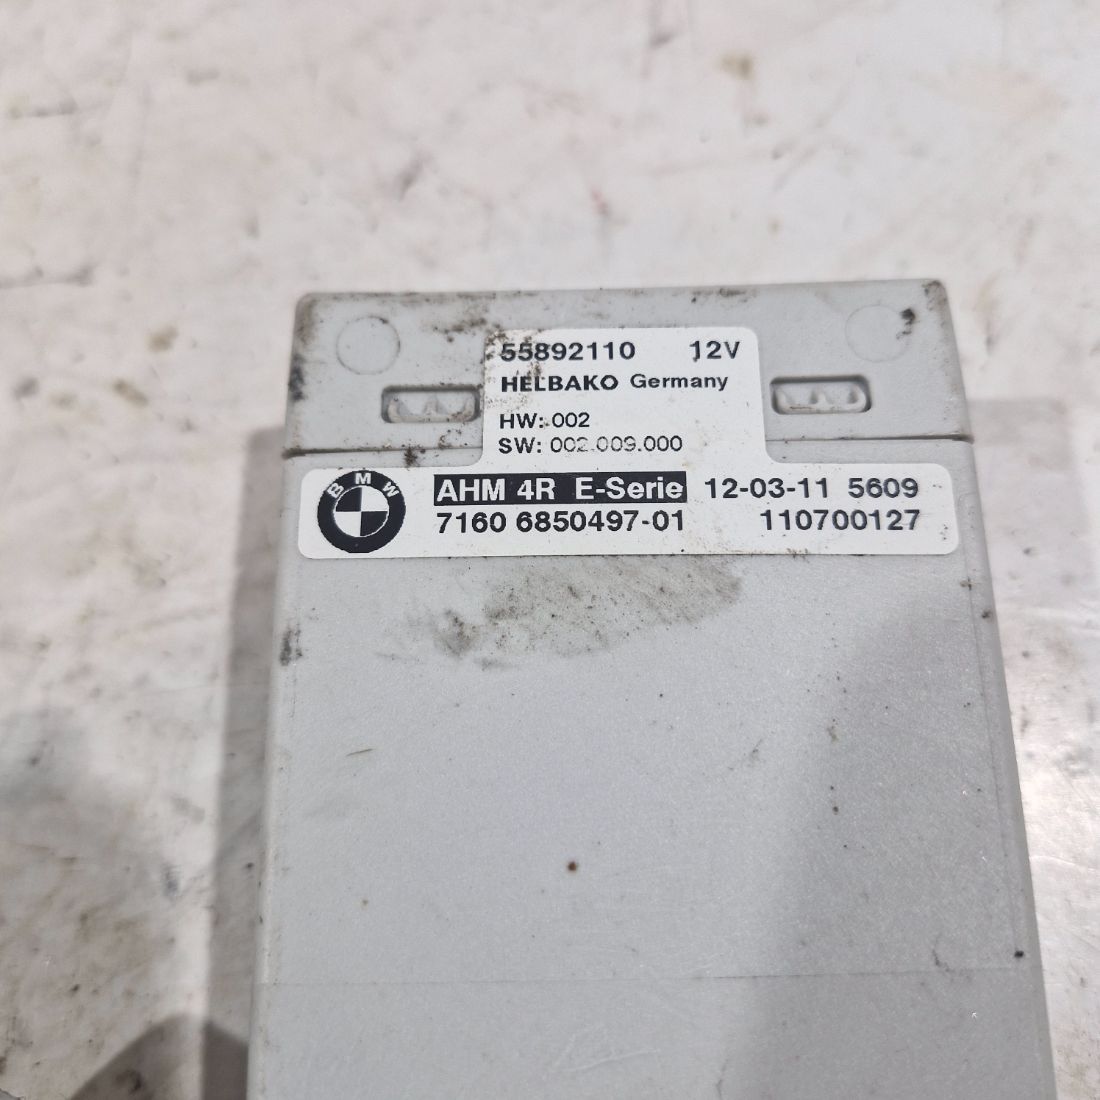 55892110 12V
HELBAKO Germany
HW: 002
SW: 002.009.000
BMW
AHM 4R E-Serie 12-03-11 5609
7160 6850497-01 110700127